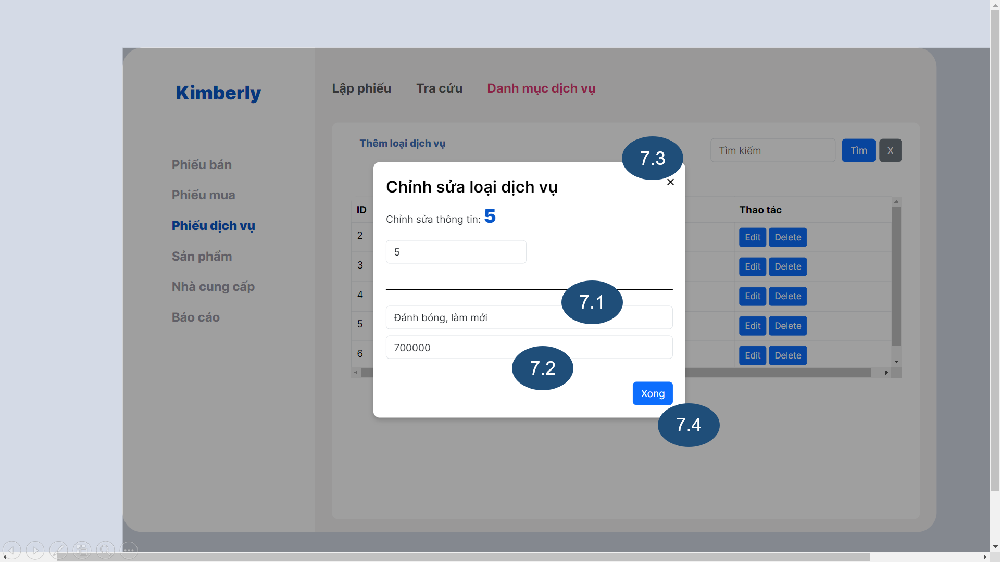 Kimberly
Lập phiếu Tra cứu Danh mục dịch vụ
Phiếu bán
Phiếu mua
Phiếu dịch vụ
Sản phẩm
Nhà cung cấp
Báo cáo
Thêm loại dịch vụ
Tìm kiếm Tìm X
7.3
Chỉnh sửa loại dịch vụ ×
Chỉnh sửa thông tin: 5
5
7.1
Đánh bóng, làm mới
700000
7.2
Xong
7.4
ID Thao tác
2 Edit Delete
3 Edit Delete
4 Edit Delete
5 Edit Delete
6 Edit Delete